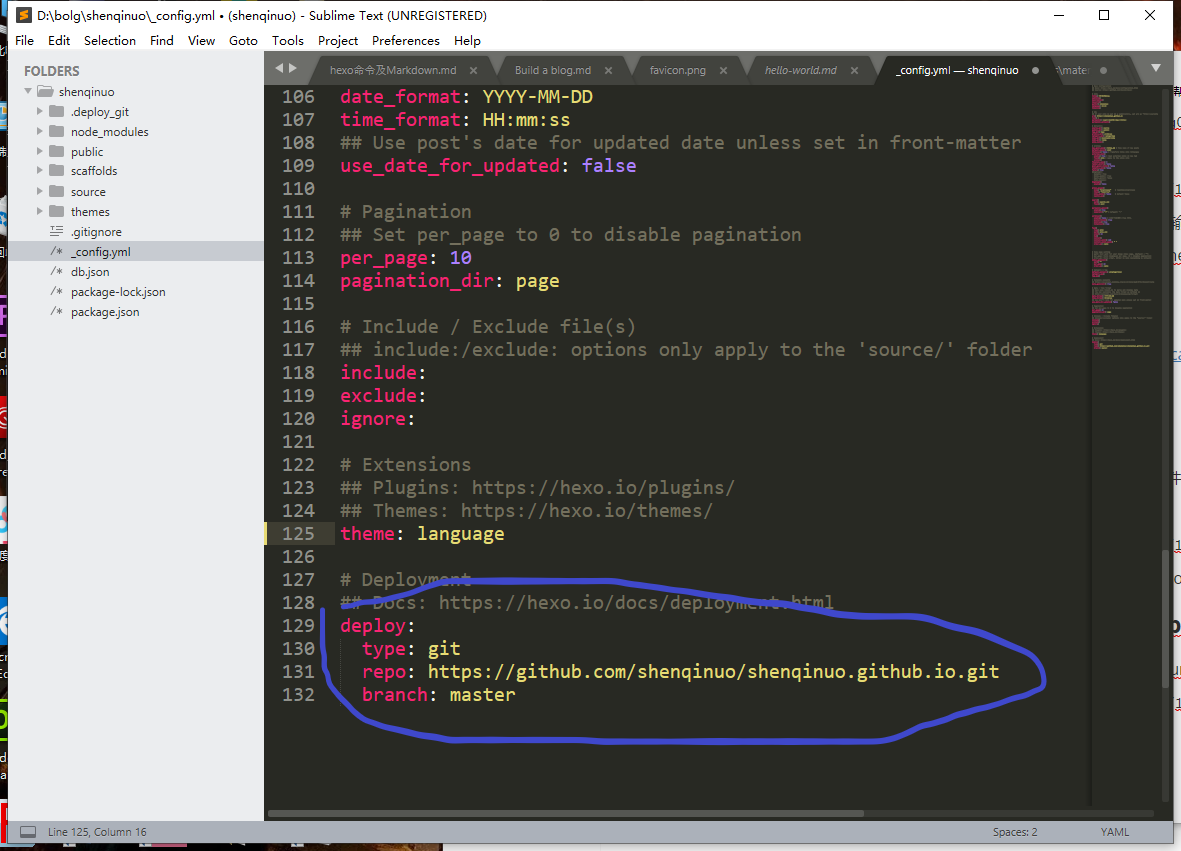 D:\bolg\shenqinuo\_config.yml • (shenqinuo) - Sublime Text (UNREGISTERED)
File Edit Selection Find View Goto Tools Project Preferences Help
FOLDERS
shenqinuo
.deploy_git
node_modules
public
scaffolds
source
themes
.gitignore
/* _config.yml
/* db.json
/* package-lock.json
/* package.json
hexo命令及Markdown.md × Build a blog.md × favicon.png × hello-world.md × _config.yml — shenqinuo
106 date_format: YYYY-MM-DD
107 time_format: HH:mm:ss
108 ## Use post's date for updated date unless set in front-matter
109 use_date_for_updated: false
110
111 # Pagination
112 ## Set per_page to 0 to disable pagination
113 per_page: 10
114 pagination_dir: page
115
116 # Include / Exclude file(s)
117 ## include:/exclude: options only apply to the 'source/' folder
118 include:
119 exclude:
120 ignore:
121
122 # Extensions
123 ## Plugins: https://hexo.io/plugins/
124 ## Themes: https://hexo.io/themes/
125 theme: language
126
127 # Deployment
128 ## Docs: https://hexo.io/docs/deployment.html
129 deploy:
130 type: git
131 repo: https://github.com/shenqinuo/shenqinuo.github.io.git
132 branch: master
Line 125, Column 16 Spaces: 2 YAML